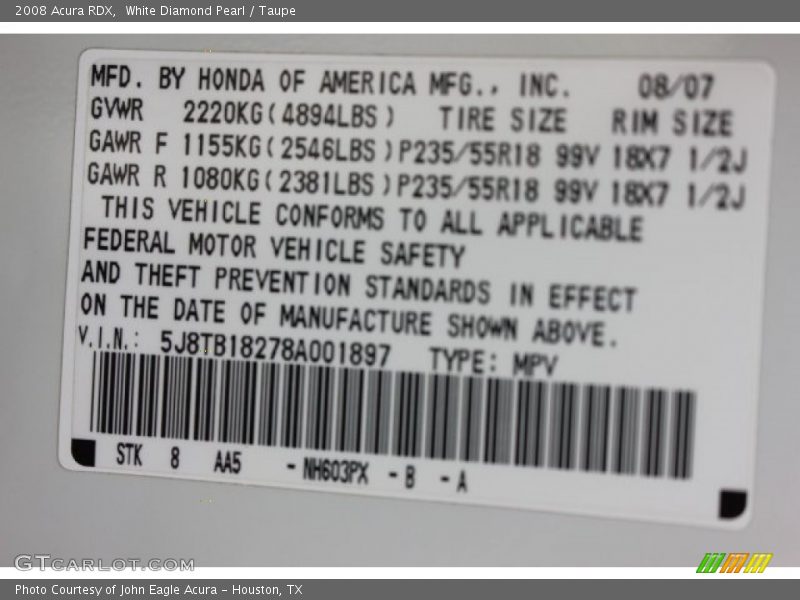 2008 Acura RDX,  White Diamond Pearl / Taupe
MFD. BY HONDA OF AMERICA MFG., INC.   08/07
GVWR   2220KG(4894LBS)   TIRE SIZE   RIM SIZE
GAWR F 1155KG(2546LBS)P235/55R18 99V 18X7 1/2J
GAWR R 1080KG(2381LBS)P235/55R18 99V 18X7 1/2J
THIS VEHICLE CONFORMS TO ALL APPLICABLE
FEDERAL MOTOR VEHICLE SAFETY
AND THEFT PREVENTION STANDARDS IN EFFECT
ON THE DATE OF MANUFACTURE SHOWN ABOVE.
V.I.N.: 5J8TB18278A001897   TYPE: MPV
STK   8   AA5   -NH603PX   -B   -A
GTCARLOT.COM
Photo Courtesy of John Eagle Acura - Houston, TX